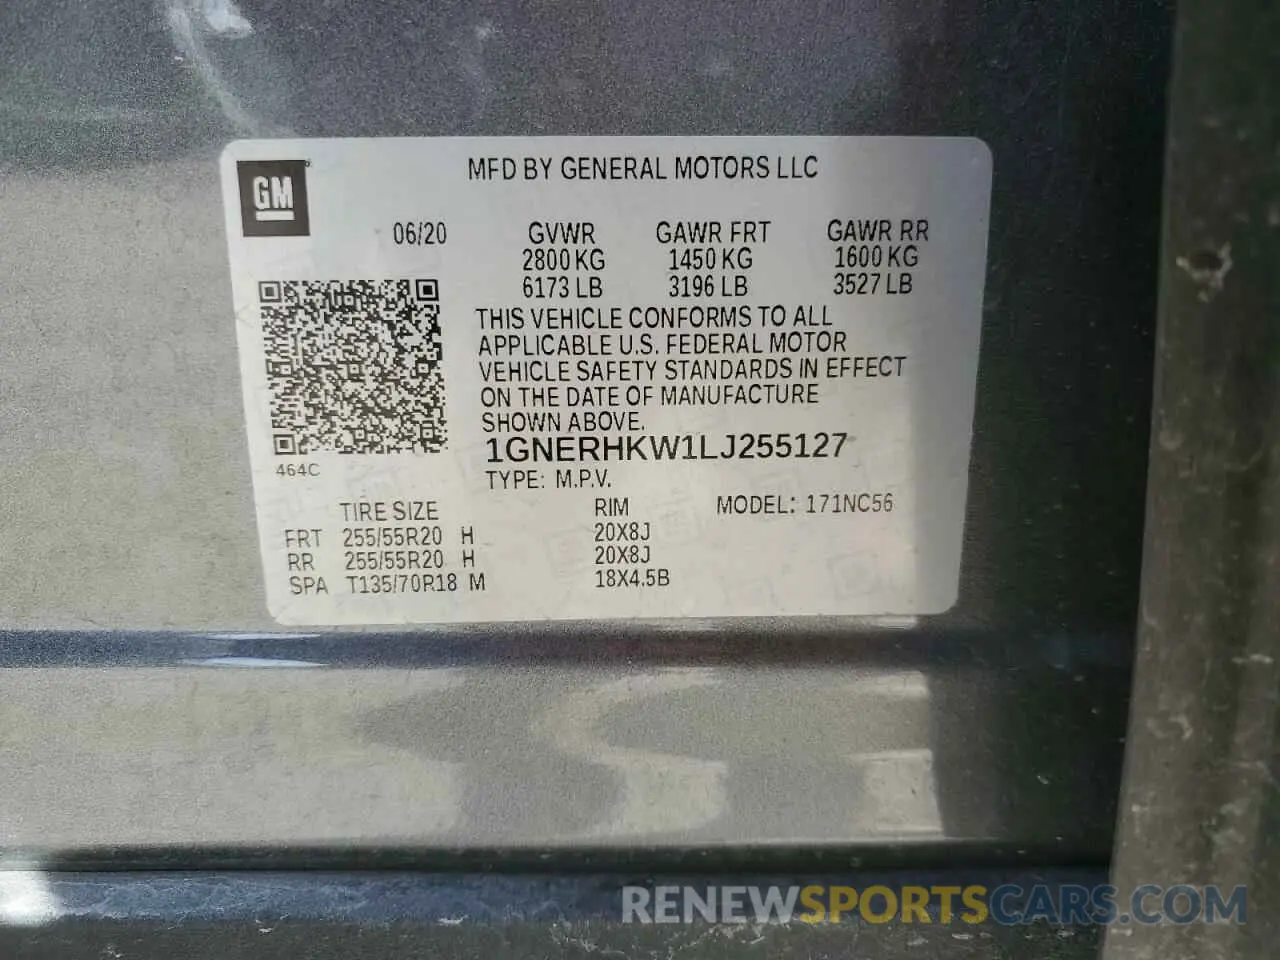 GM
MFD BY GENERAL MOTORS LLC
06/20 GVWR GAWR FRT GAWR RR
2800 KG 1450 KG 1600 KG
6173 LB 3196 LB 3527 LB
THIS VEHICLE CONFORMS TO ALL
APPLICABLE U.S. FEDERAL MOTOR
VEHICLE SAFETY STANDARDS IN EFFECT
ON THE DATE OF MANUFACTURE
SHOWN ABOVE.
1GNERHKW1LJ255127
464C
TYPE: M.P.V.
TIRE SIZE RIM MODEL: 171NC56
FRT 255/55R20 H 20X8J
RR 255/55R20 H 20X8J
SPA T135/70R18 M 18X4.5B
RENEWSPORTSCARS.COM